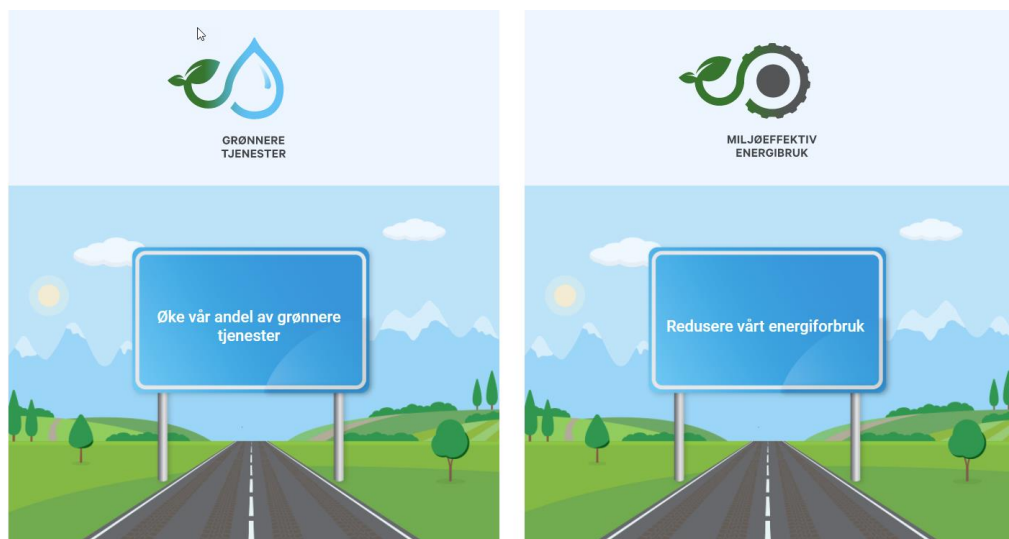 GRØNNERE
TJENESTER
Øke vår andel av grønnere
tjenester
MILJØEFFEKTIV
ENERGIBRUK
Redusere vårt energiforbruk